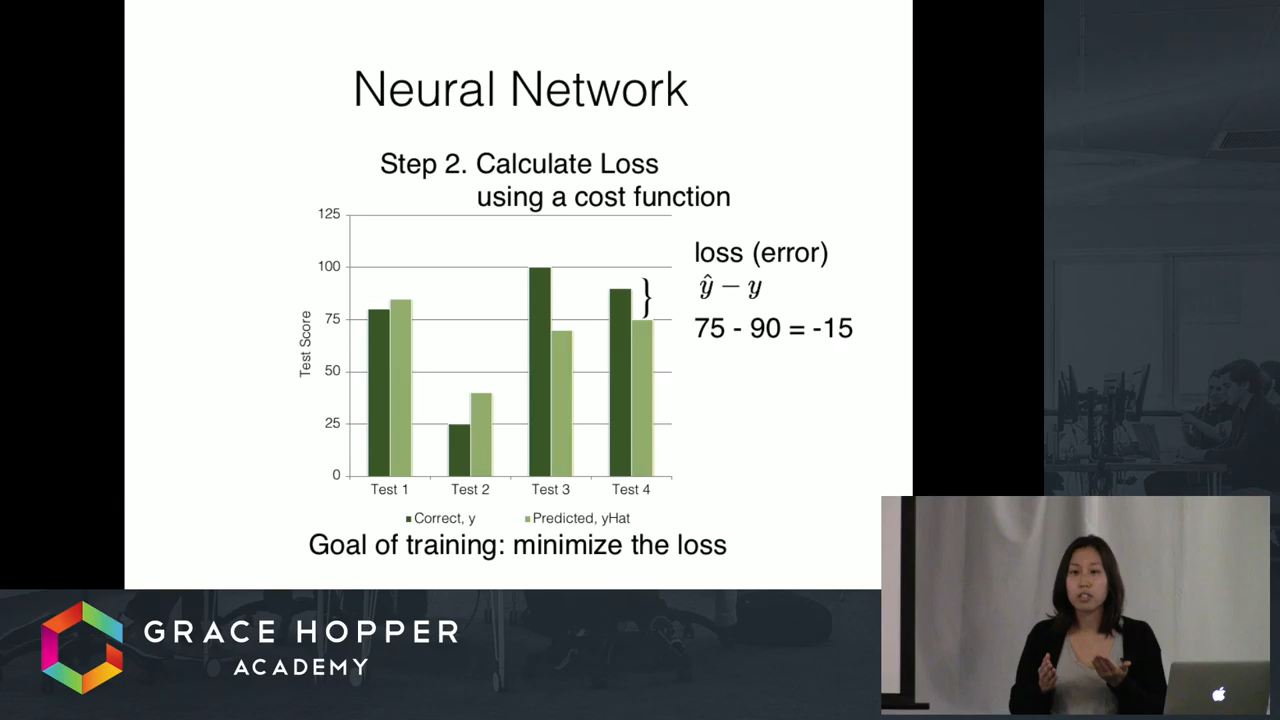 Neural Network
Step 2. Calculate Loss
using a cost function
125
100
75
50
25
0
Test Score
Test 1
Test 2
Test 3
Test 4
Correct, y
Predicted, yHat
loss (error)
ŷ − y
75 - 90 = -15
Goal of training: minimize the loss
GRACE HOPPER
ACADEMY